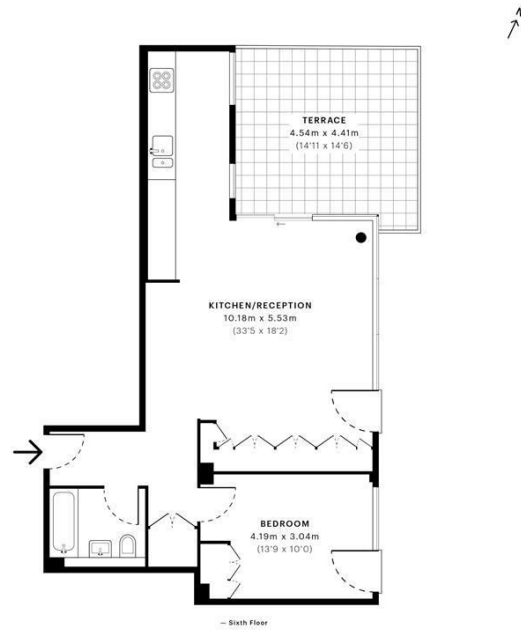 N
TERRACE
4.54m x 4.41m
(14'11 x 14'6)
KITCHEN/RECEPTION
10.18m x 5.53m
(33'5 x 18'2)
BEDROOM
4.19m x 3.04m
(13'9 x 10'0)
— Sixth Floor